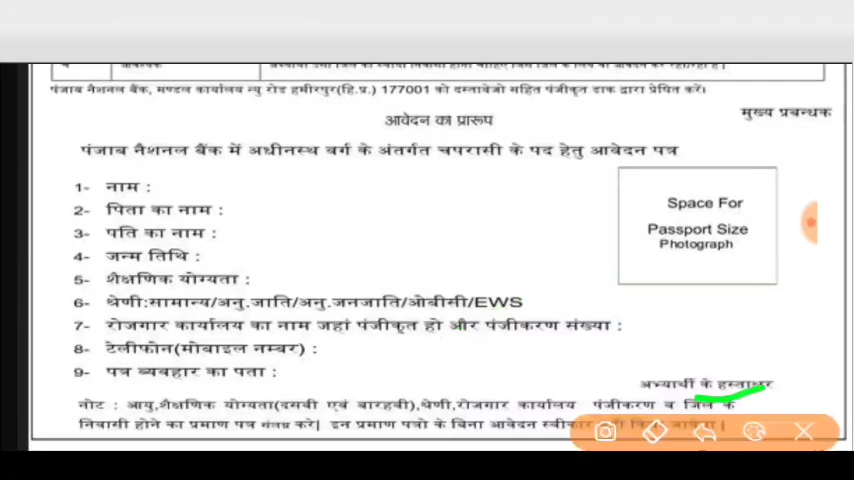 पंजाब नैशनल बैंक, मण्डल कार्यालय न्यु रोड हमीरपुर(हि.प्र.) 177001 को दस्तावेजो सहित पंजीकृत डाक द्वारा प्रेषित करें।
मुख्य प्रबन्धक
आवेदन का प्रारूप
पंजाब नैशनल बैंक में अधीनस्थ वर्ग के अंतर्गत चपरासी के पद हेतु आवेदन पत्र
1- नाम :
2- पिता का नाम :
3- पति का नाम :
4- जन्म तिथि :
5- शैक्षणिक योग्यता :
6- श्रेणी:सामान्य/अनु.जाति/अनु.जनजाति/ओबीसी/EWS
7- रोजगार कार्यालय का नाम जहां पंजीकृत हो और पंजीकरण संख्या :
8- टेलीफोन(मोबाइल नम्बर) :
9- पत्र व्यवहार का पता :
Space For
Passport Size
Photograph
अभ्यार्थी के हस्ताक्षर
नोट : आयु,शैक्षणिक योग्यता(दसवी एवं बारहवी),श्रेणी,रोजगार कार्यालय पंजीकरण व जिले के
निवासी होने का प्रमाण पत्र संलग्न करे| इन प्रमाण पत्रो के बिना आवेदन